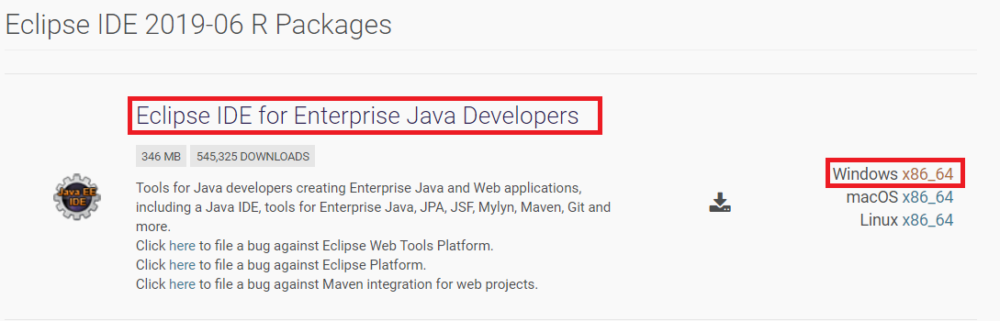 Eclipse IDE 2019-06 R Packages
Eclipse IDE for Enterprise Java Developers
346 MB 545,325 DOWNLOADS
Java EE
IDE
Tools for Java developers creating Enterprise Java and Web applications,
including a Java IDE, tools for Enterprise Java, JPA, JSF, Mylyn, Maven, Git and
more.
Click here to file a bug against Eclipse Web Tools Platform.
Click here to file a bug against Eclipse Platform.
Click here to file a bug against Maven integration for web projects.
Windows x86_64
macOS x86_64
Linux x86_64